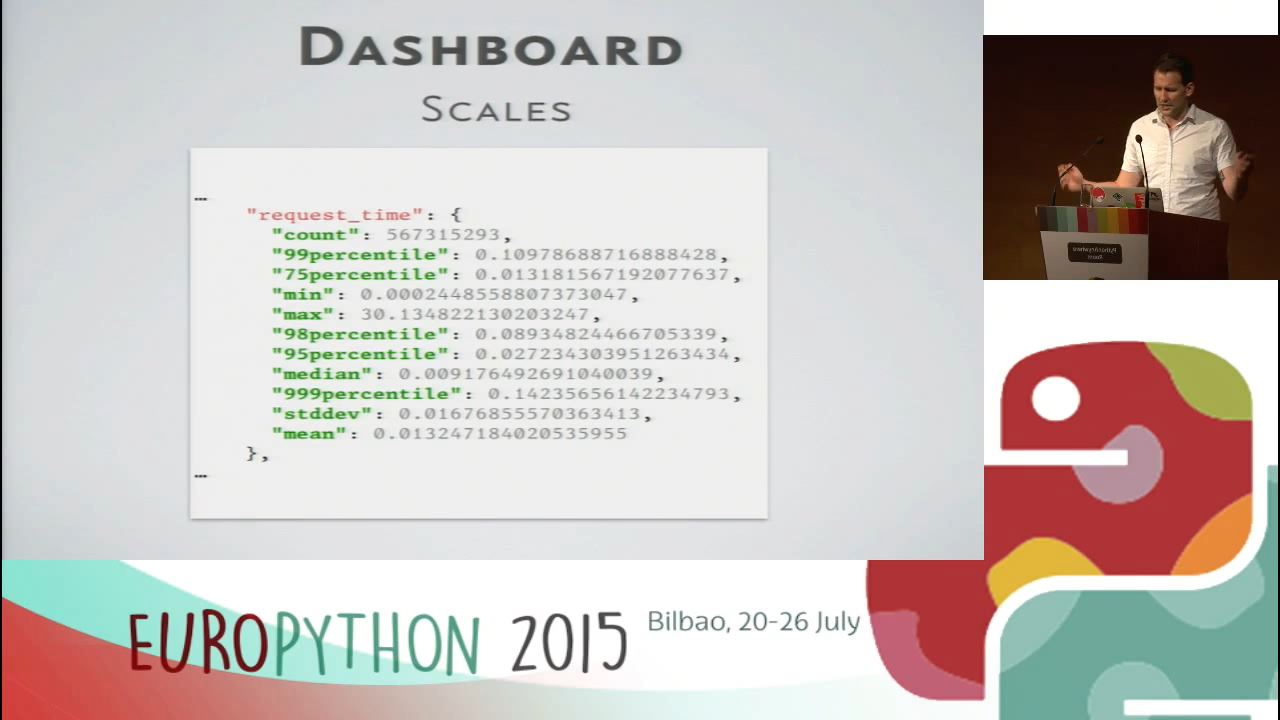 DASHBOARD
SCALES
...
"request_time": {
"count": 567315293,
"99percentile": 0.10978688716888428,
"75percentile": 0.013181567192077637,
"min": 0.0002448558807373047,
"max": 30.134822130203247,
"98percentile": 0.08934824466705339,
"95percentile": 0.027234303951263434,
"median": 0.009176492691040039,
"999percentile": 0.14235656142234793,
"stddev": 0.01676855570363413,
"mean": 0.013247184020535955
},
...
EUROPYTHON 2015
Bilbao, 20-26 July